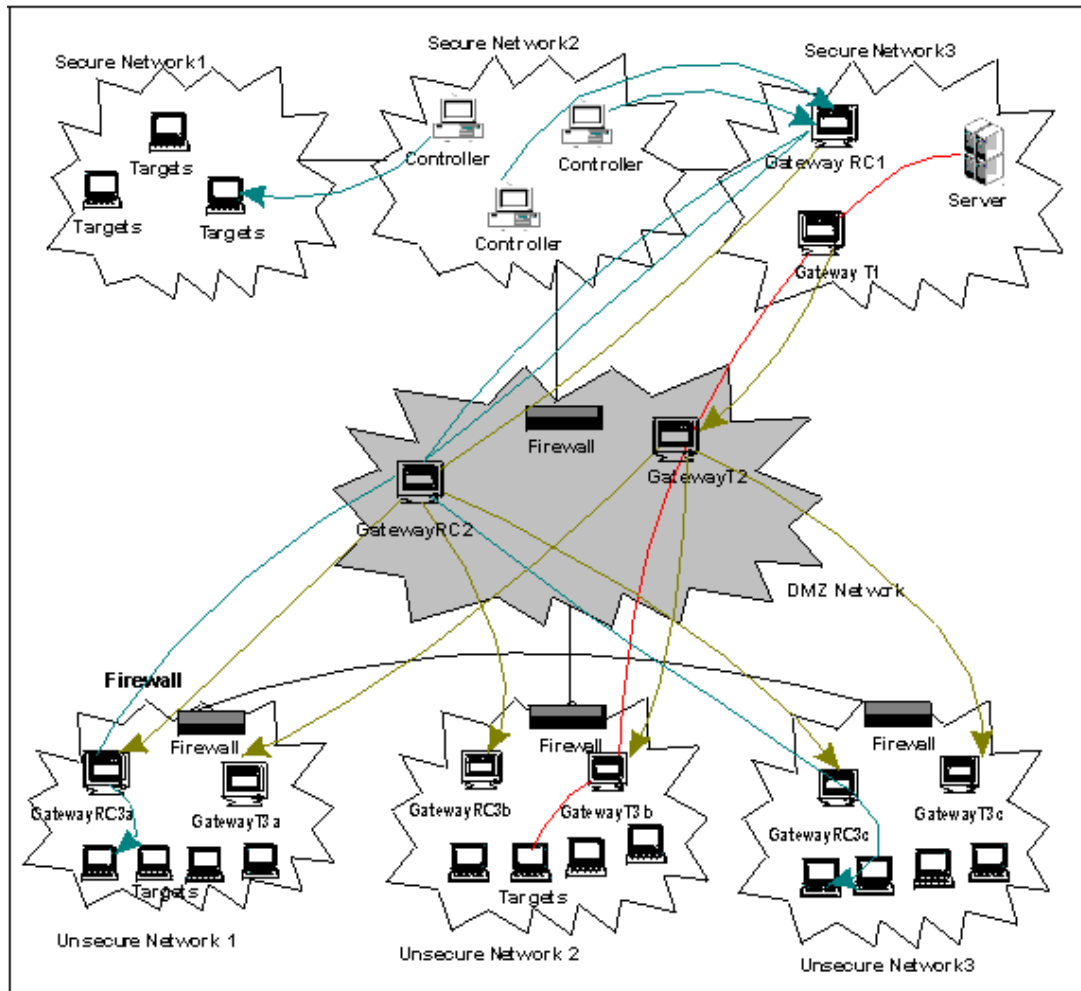 Secure Network1
Secure Network2
Secure Network3
Targets
Targets
Targets
Controller
Controller
Controller
Gateway RC1
Server
Gateway T1
Firewall
GatewayT2
GatewayRC2
DMZ Network
Firewall
Firewall
GatewayRC3a
GatewayT3a
Targets
Unsecure Network 1
Firewall
GatewayRC3b
GatewayT3b
Targets
Unsecure Network 2
Firewall
GatewayRC3c
GatewayT3c
Unsecure Network3